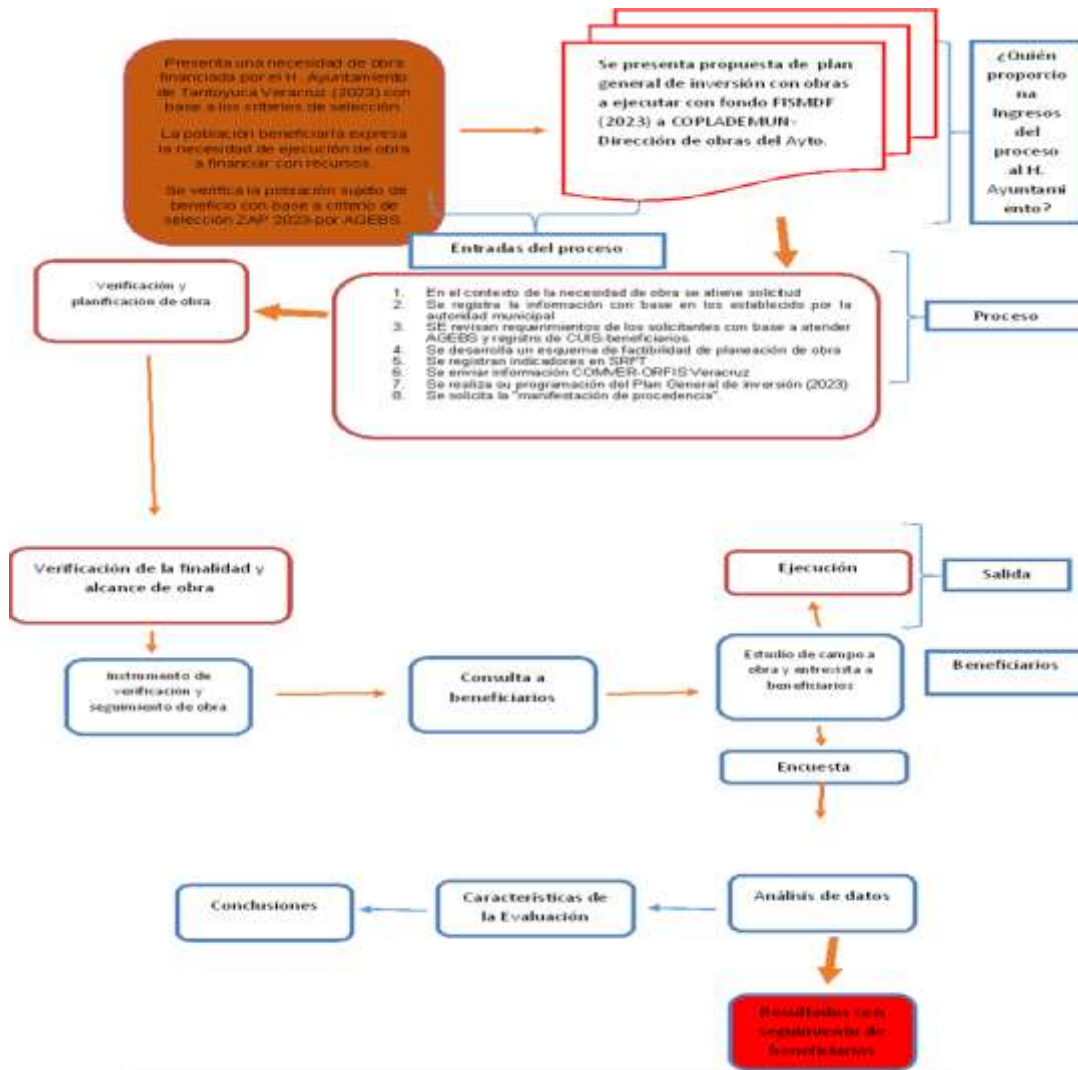 Presenta una necesidad de obra
financiada por el H. Ayuntamiento
de Tantoyuca Veracruz (2023) con
base a los criterios de selección.
La población beneficiaria expresa
la necesidad de ejecución de obra
a financiar con recursos.
Se verifica la población sujeto de
beneficio con base a criterio de
selección ZAP 2023-por AGEBS.
Se presenta propuesta de plan
general de inversión con obras
a ejecutar con fondo FISMDF
(2023) a COPLADEMUN-
Dirección de obras del Ayto.
¿Quién
proporcio
na
Ingresos
del
proceso
al H.
Ayuntami
ento?
Entradas del proceso
Verificación y
planificación de obra
1. En el contexto de la necesidad de obra se atiene solicitud
2. Se registra la información con base en los establecido por la
autoridad municipal
3. SE revisan requerimientos de los solicitantes con base a atender
AGEBS y registro de CUIS-beneficiarios.
4. Se desarrolla un esquema de factibilidad de planeación de obra
5. Se registran indicadores en SRFT
6. Se enviar información COMVER-ORFIS Veracruz
7. Se realiza su programación del Plan General de inversión (2023)
8. Se solicita la "manifestación de procedencia".
Proceso
Verificación de la finalidad y
alcance de obra
Ejecución
Salida
Instrumento de
verificación y
seguimiento de obra
Consulta a
beneficiarios
Estudio de campo a
obra y entrevista a
beneficiarios
Beneficiarios
Encuesta
Conclusiones
Características de
la Evaluación
Análisis de datos
Resultados con
seguimiento de
beneficiarios